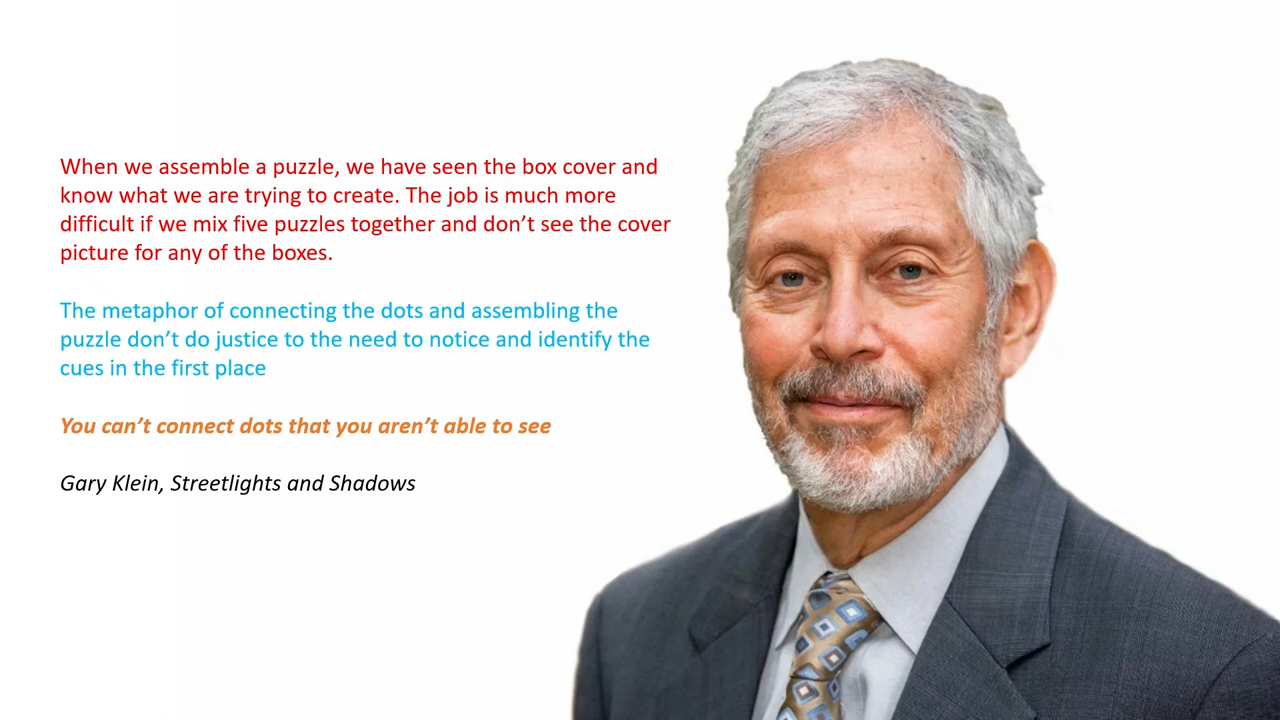 When we assemble a puzzle, we have seen the box cover and
know what we are trying to create. The job is much more
difficult if we mix five puzzles together and don’t see the cover
picture for any of the boxes.
The metaphor of connecting the dots and assembling the
puzzle don’t do justice to the need to notice and identify the
cues in the first place
You can’t connect dots that you aren’t able to see
Gary Klein, Streetlights and Shadows